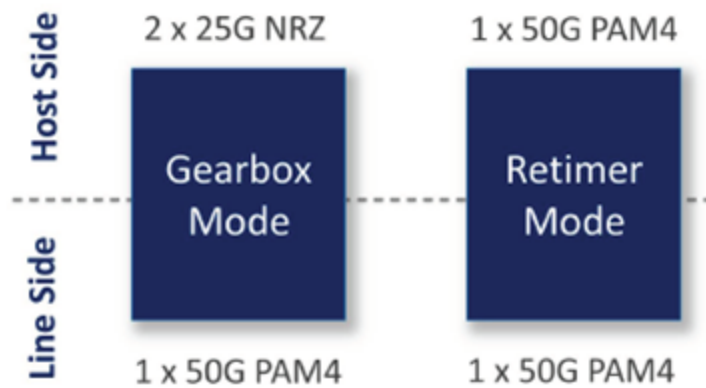 Host Side
2 x 25G NRZ
1 x 50G PAM4
Gearbox
Mode
Retimer
Mode
Line Side
1 x 50G PAM4
1 x 50G PAM4